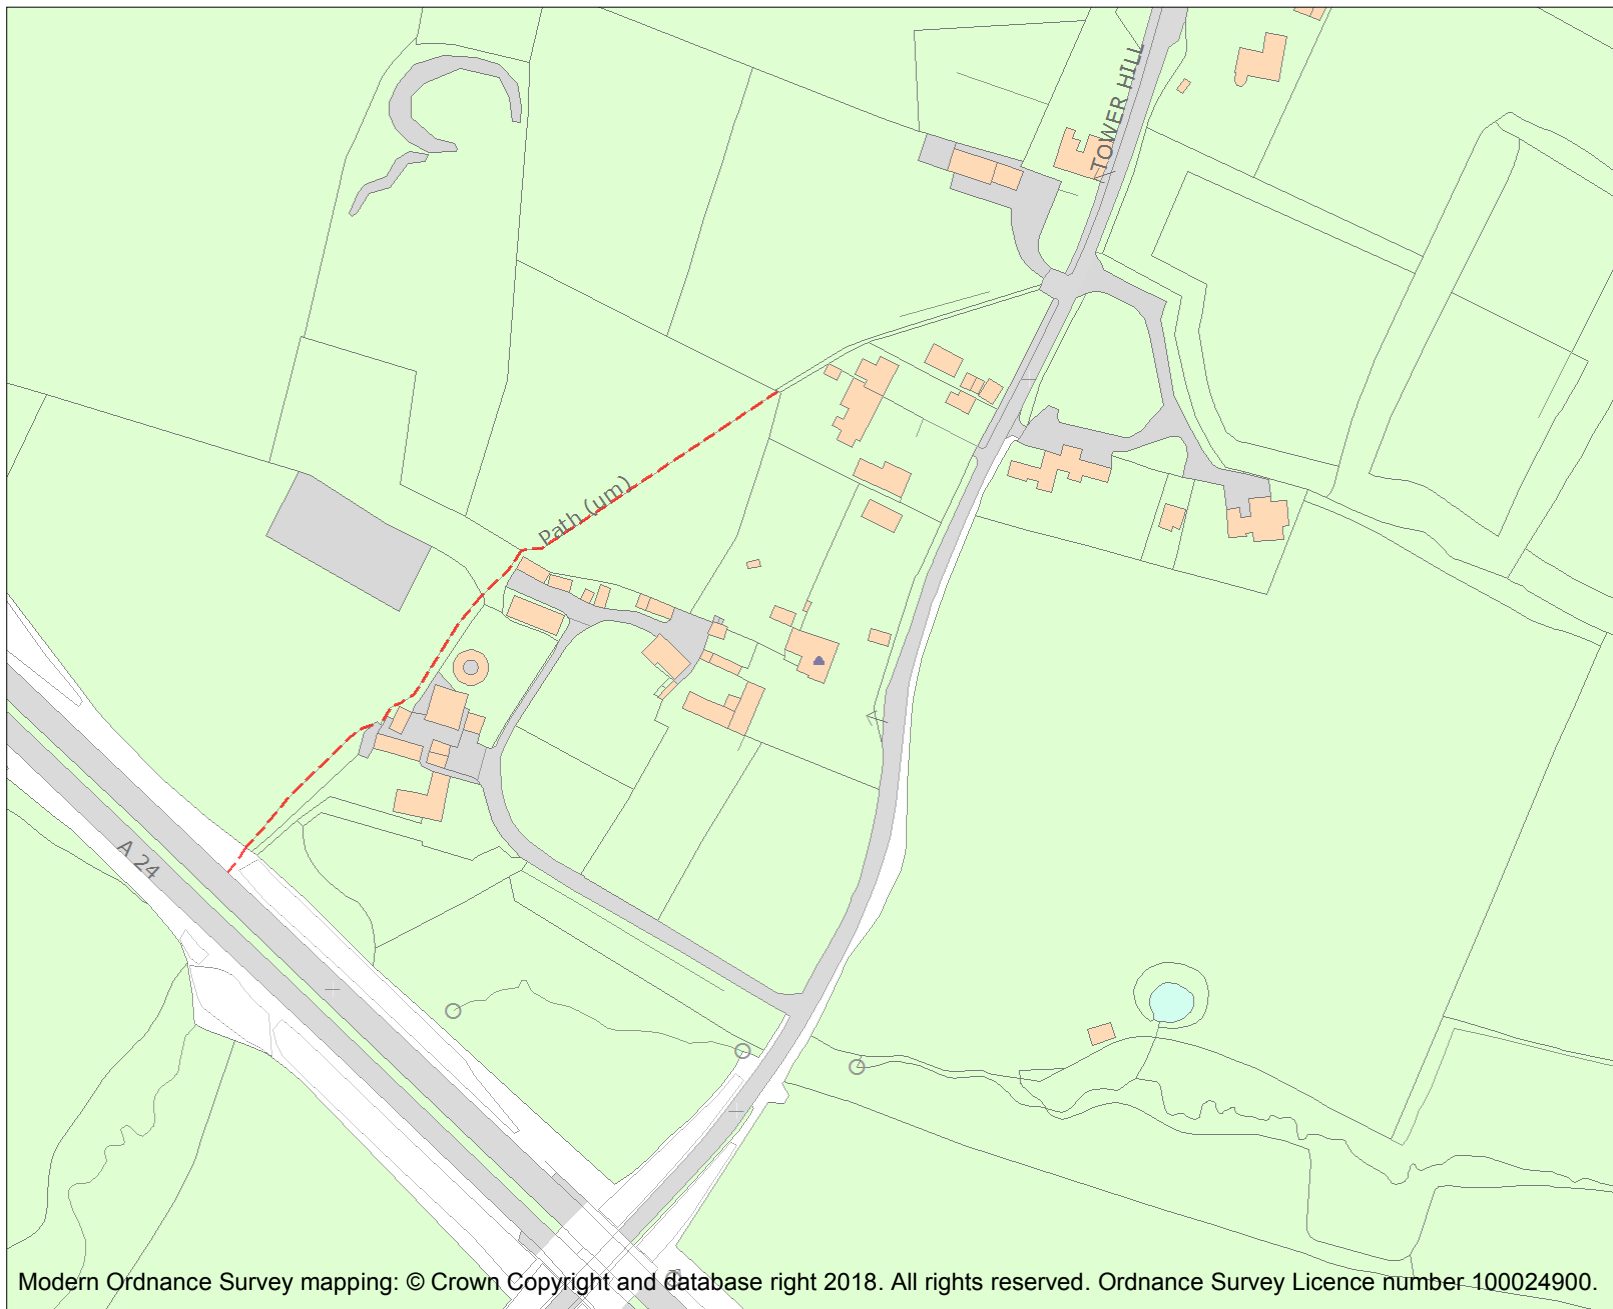 TOWER HILL
Path (um)
A 24
Modern Ordnance Survey mapping: © Crown Copyright and database right 2018. All rights reserved. Ordnance Survey Licence number 100024900.